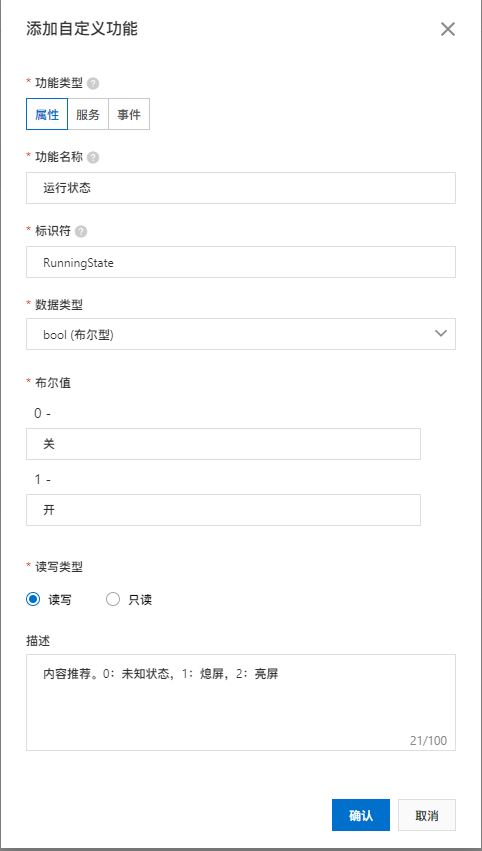 添加自定义功能
* 功能类型 ?
属性 服务 事件
* 功能名称 ?
运行状态
* 标识符 ?
RunningState
* 数据类型
bool (布尔型)
* 布尔值
0 -
关
1 -
开
* 读写类型
读写 只读
描述
内容推荐。0：未知状态，1：熄屏，2：亮屏
21/100
确认 取消